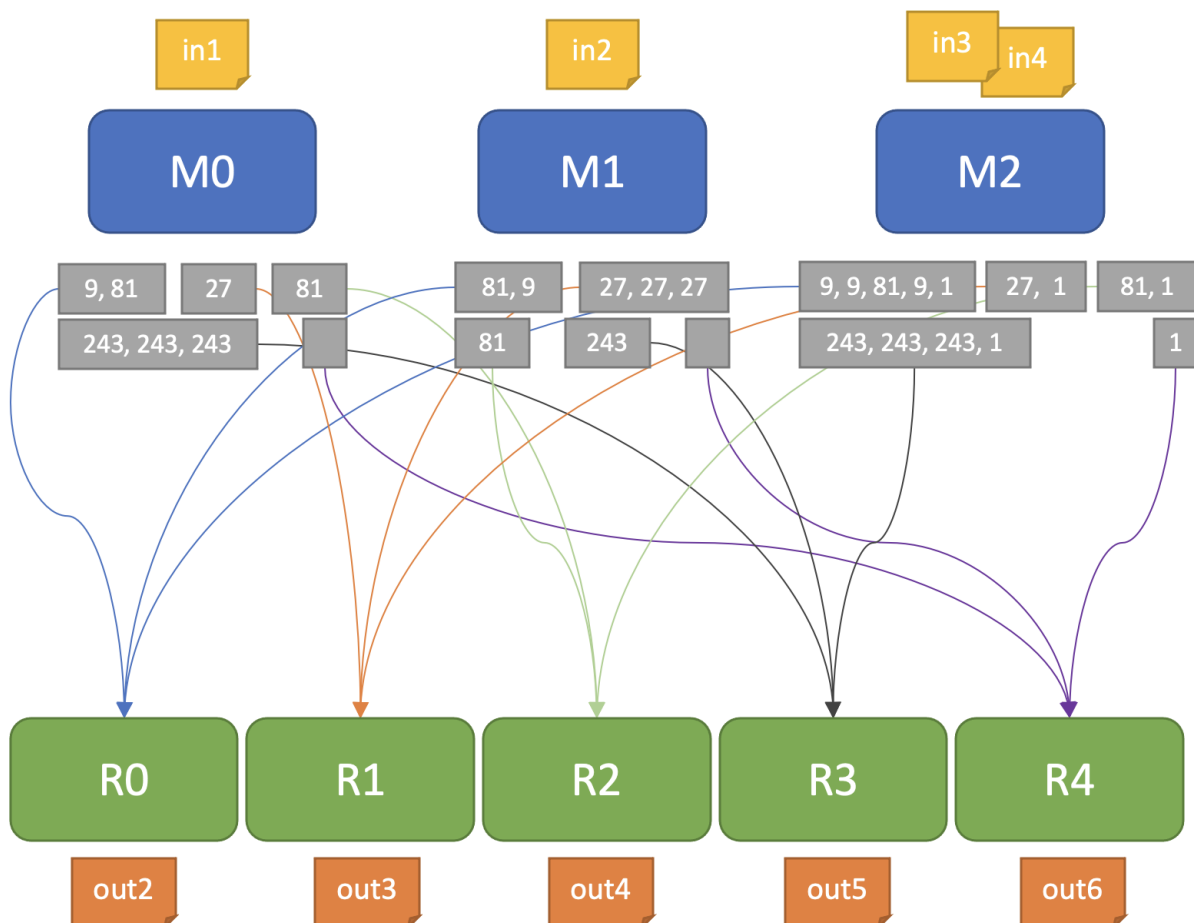 in1
in2
in3
in4
M0
M1
M2
9, 81
27
81
81, 9
27, 27, 27
9, 9, 81, 9, 1
27, 1
81, 1
243, 243, 243
81
243
243, 243, 243, 1
1
R0
R1
R2
R3
R4
out2
out3
out4
out5
out6